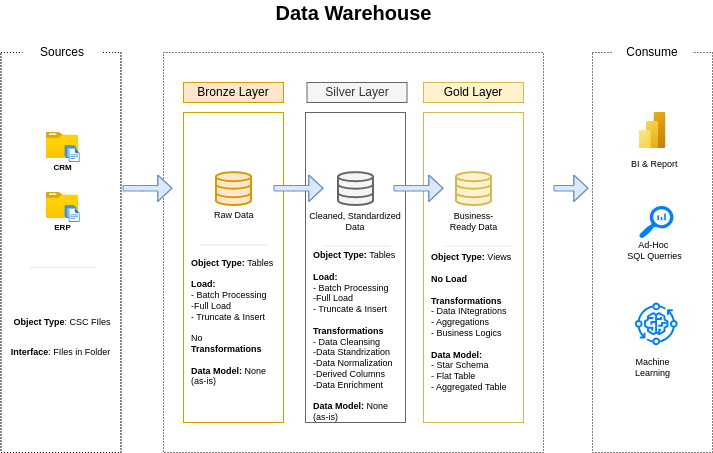 Data Warehouse
Sources
CRM
ERP
Object Type: CSC FIles
Interface: FIles in Folder
Bronze Layer
Raw Data
Object Type: Tables
Load:
- Batch Processing
-Full Load
- Truncate & Insert
No
Transformations
Data Model: None
(as-is)
Silver Layer
Cleaned, Standardized
Data
Object Type: Tables
Load:
- Batch Processing
-Full Load
- Truncate & Insert
Transformations
- Data Cleansing
-Data Standrization
-Data Normalization
-Derived Columns
-Data Enrichment
Data Model: None
(as-is)
Gold Layer
Business-
Ready Data
Object Type: Views
No Load
Transformations
- Data INtegrations
- Aggregations
- Business Logics
Data Model:
- Star Schema
- Flat Table
- Aggregated Table
Consume
BI & Report
Ad-Hoc
SQL Querries
Machine
Learning